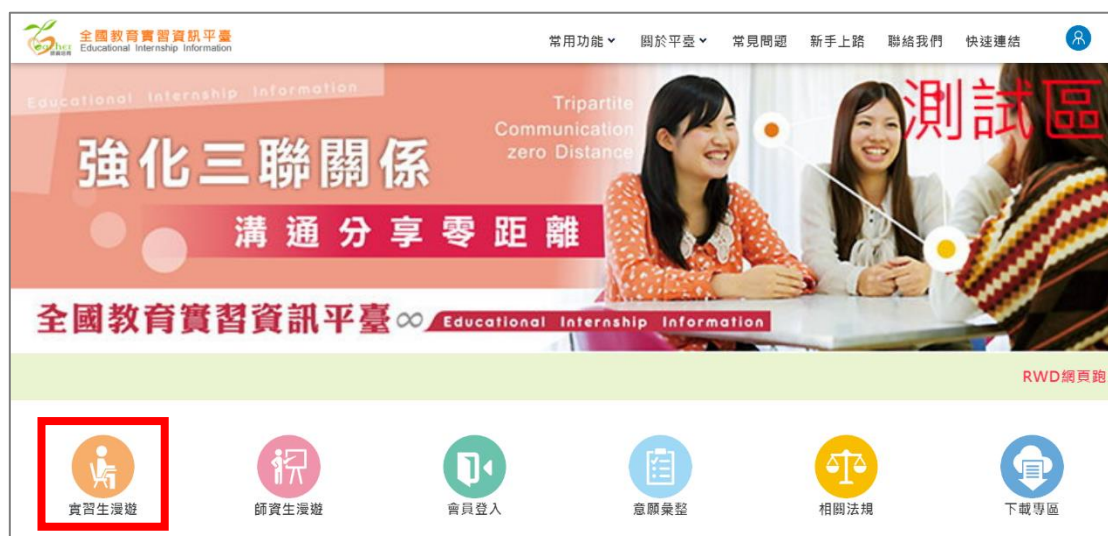 全國教育實習資訊平臺
Educational Internship Information
常用功能
關於平臺
常見問題
新手上路
聯絡我們
快速連結
Educational Internship Information
Tripartite
Communication
zero Distance
測試區
強化三聯關係
溝通分享零距離
全國教育實習資訊平臺
Educational Internship Information
RWD網頁跑
實習生漫遊
師資生漫遊
會員登入
意願彙整
相關法規
下載專區